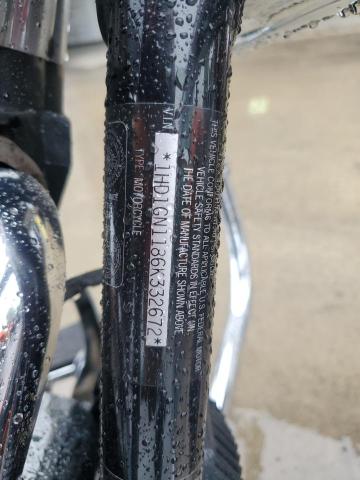 THIS VEHICLE CONFORMS TO ALL APPLICABLE U.S. FEDERAL MOTOR
VEHICLE SAFETY STANDARDS IN EFFECT ON
THE DATE OF MANUFACTURE SHOWN ABOVE
VIN
*1HD1GN1186K332672*
TYPE: MOTORCYCLE